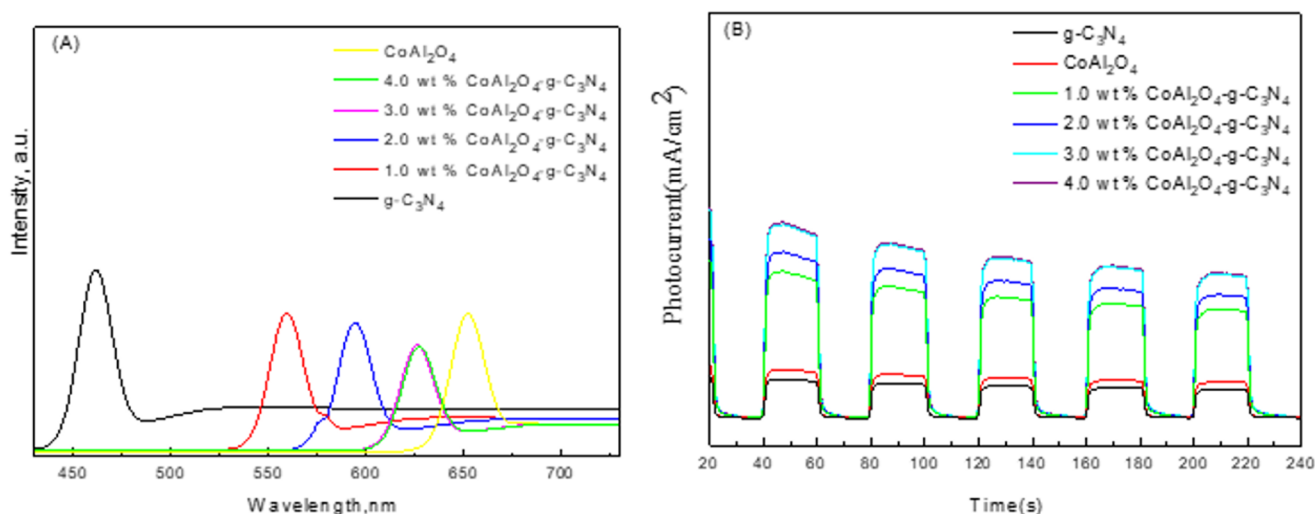 (A)
CoAl₂O₄
4.0 wt % CoAl₂O₄-g-C₃N₄
3.0 wt % CoAl₂O₄-g-C₃N₄
2.0 wt % CoAl₂O₄-g-C₃N₄
1.0 wt % CoAl₂O₄-g-C₃N₄
g-C₃N₄
Intensity, a.u.
450 500 550 600 650 700
Wavelength,nm
(B)
g-C₃N₄
CoAl₂O₄
1.0 wt% CoAl₂O₄-g-C₃N₄
2.0 wt% CoAl₂O₄-g-C₃N₄
3.0 wt% CoAl₂O₄-g-C₃N₄
4.0 wt% CoAl₂O₄-g-C₃N₄
Photocurrent(mA/cm²)
20 40 60 80 100 120 140 160 180 200 220 240
Time(s)